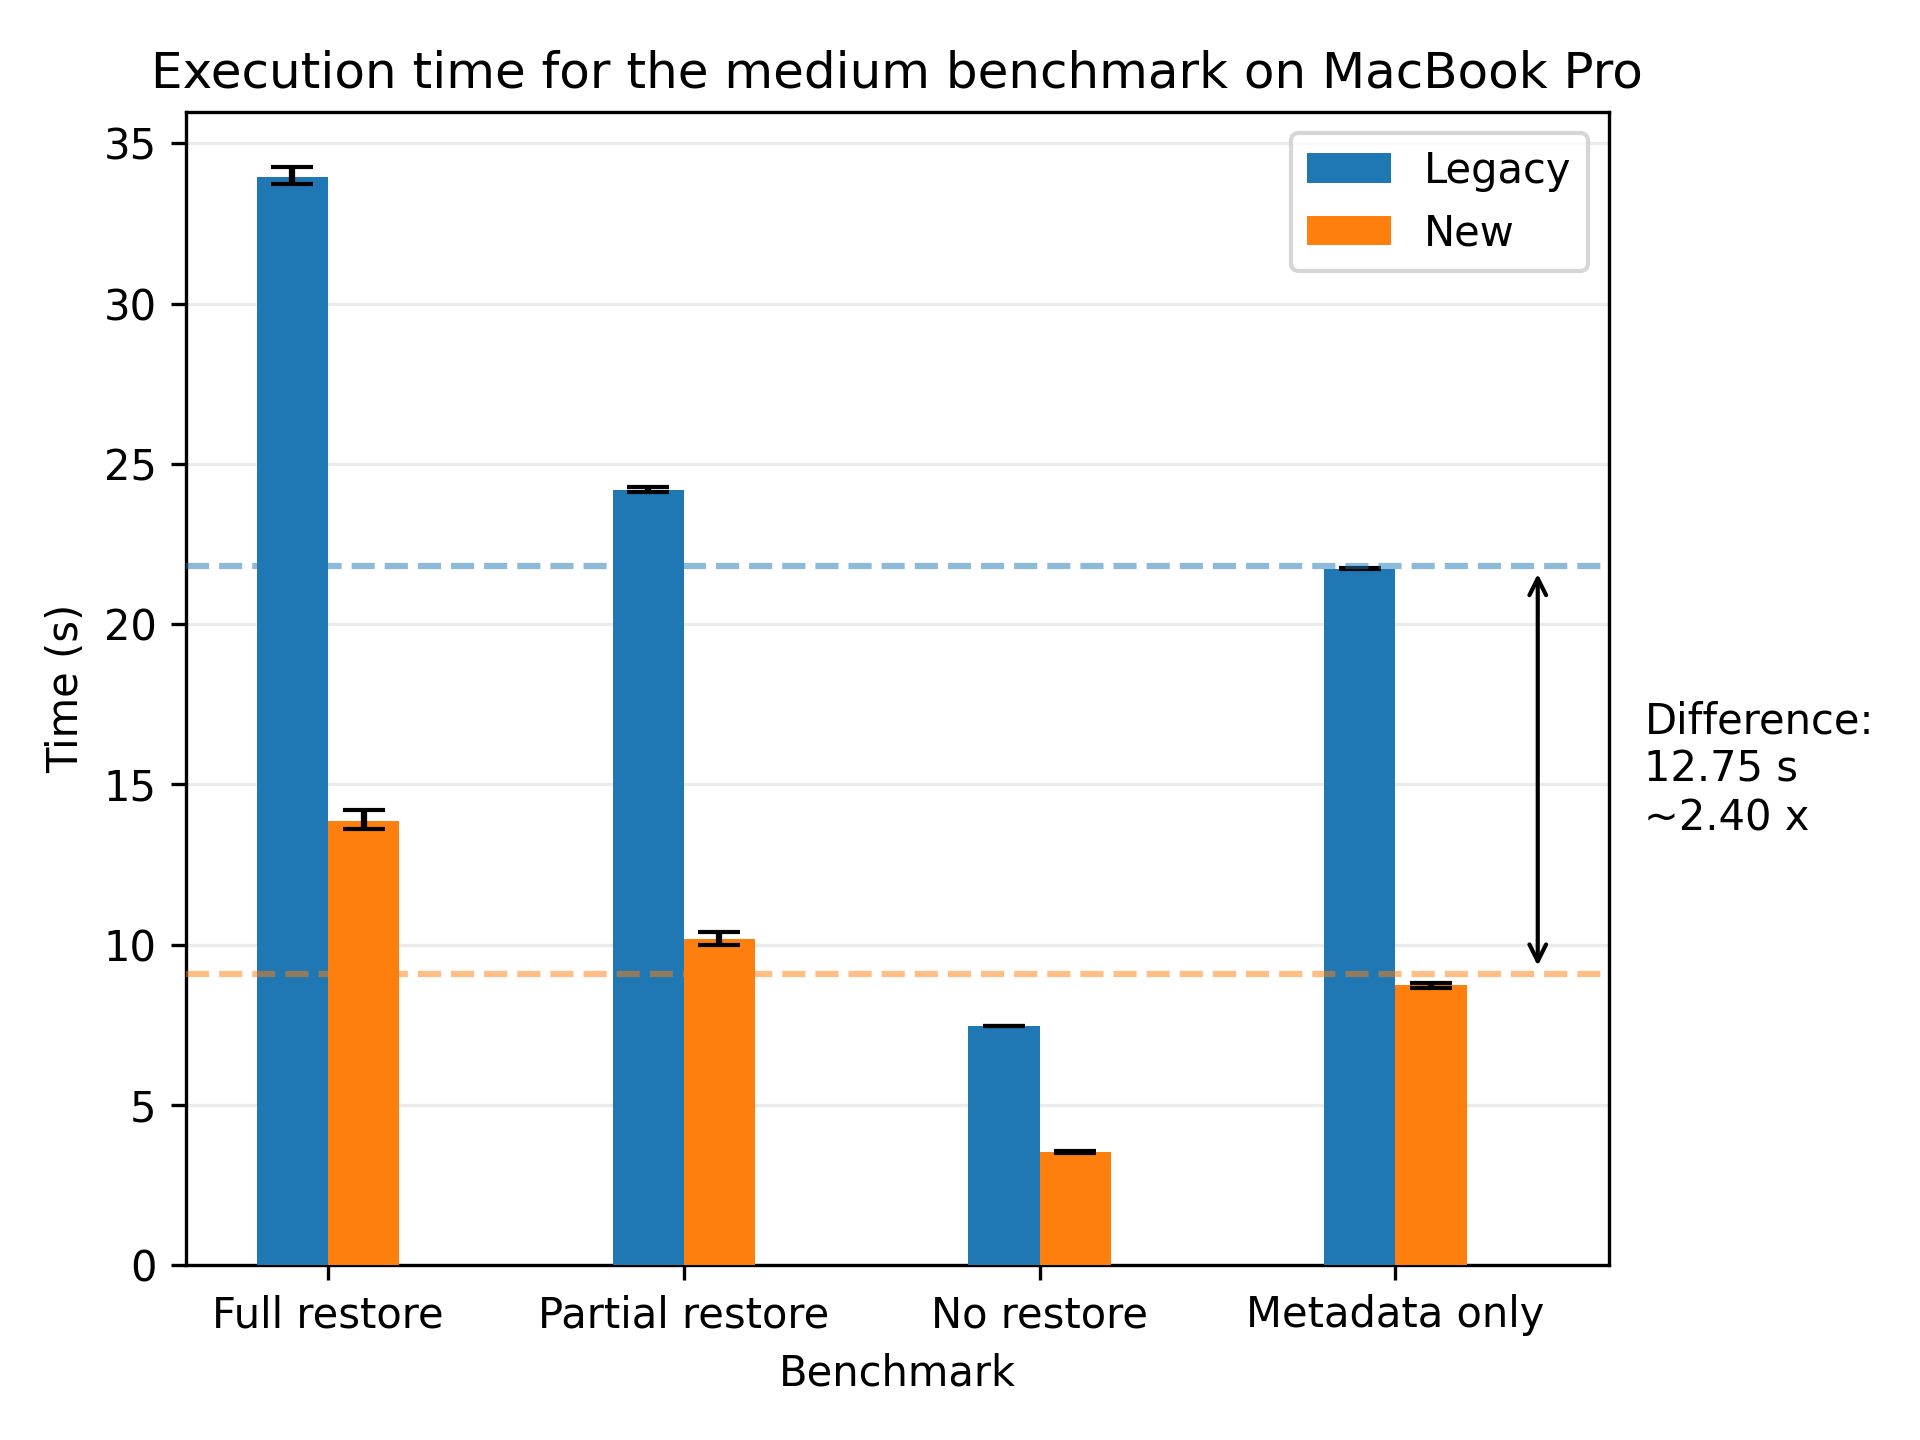 Execution time for the medium benchmark on MacBook Pro
35
30
25
20
15
10
5
0
Time (s)
Legacy
New
Difference:
12.75 s
~2.40 x
Full restore
Partial restore
No restore
Metadata only
Benchmark